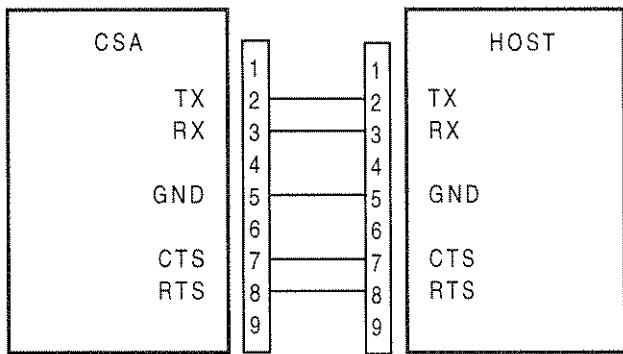 CSA HOST
1 1
TX 2 2 TX
RX 3 3 RX
4 4
GND 5 5 GND
6 6
CTS 7 7 CTS
RTS 8 8 RTS
9 9